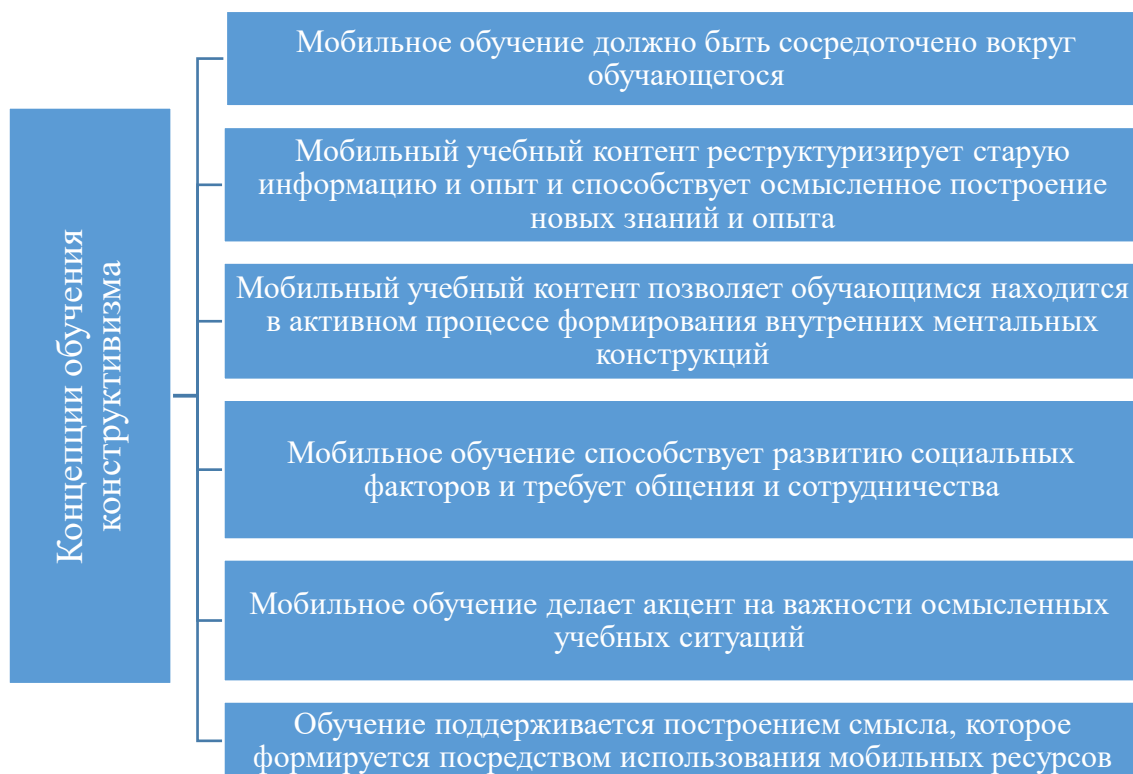 Концепции обучения
конструктивизма
Мобильное обучение должно быть сосредоточено вокруг
обучающегося
Мобильный учебный контент реструктуризирует старую
информацию и опыт и способствует осмысленное построение
новых знаний и опыта
Мобильный учебный контент позволяет обучающимся находится
в активном процессе формирования внутренних ментальных
конструкций
Мобильное обучение способствует развитию социальных
факторов и требует общения и сотрудничества
Мобильное обучение делает акцент на важности осмысленных
учебных ситуаций
Обучение поддерживается построением смысла, которое
формируется посредством использования мобильных ресурсов